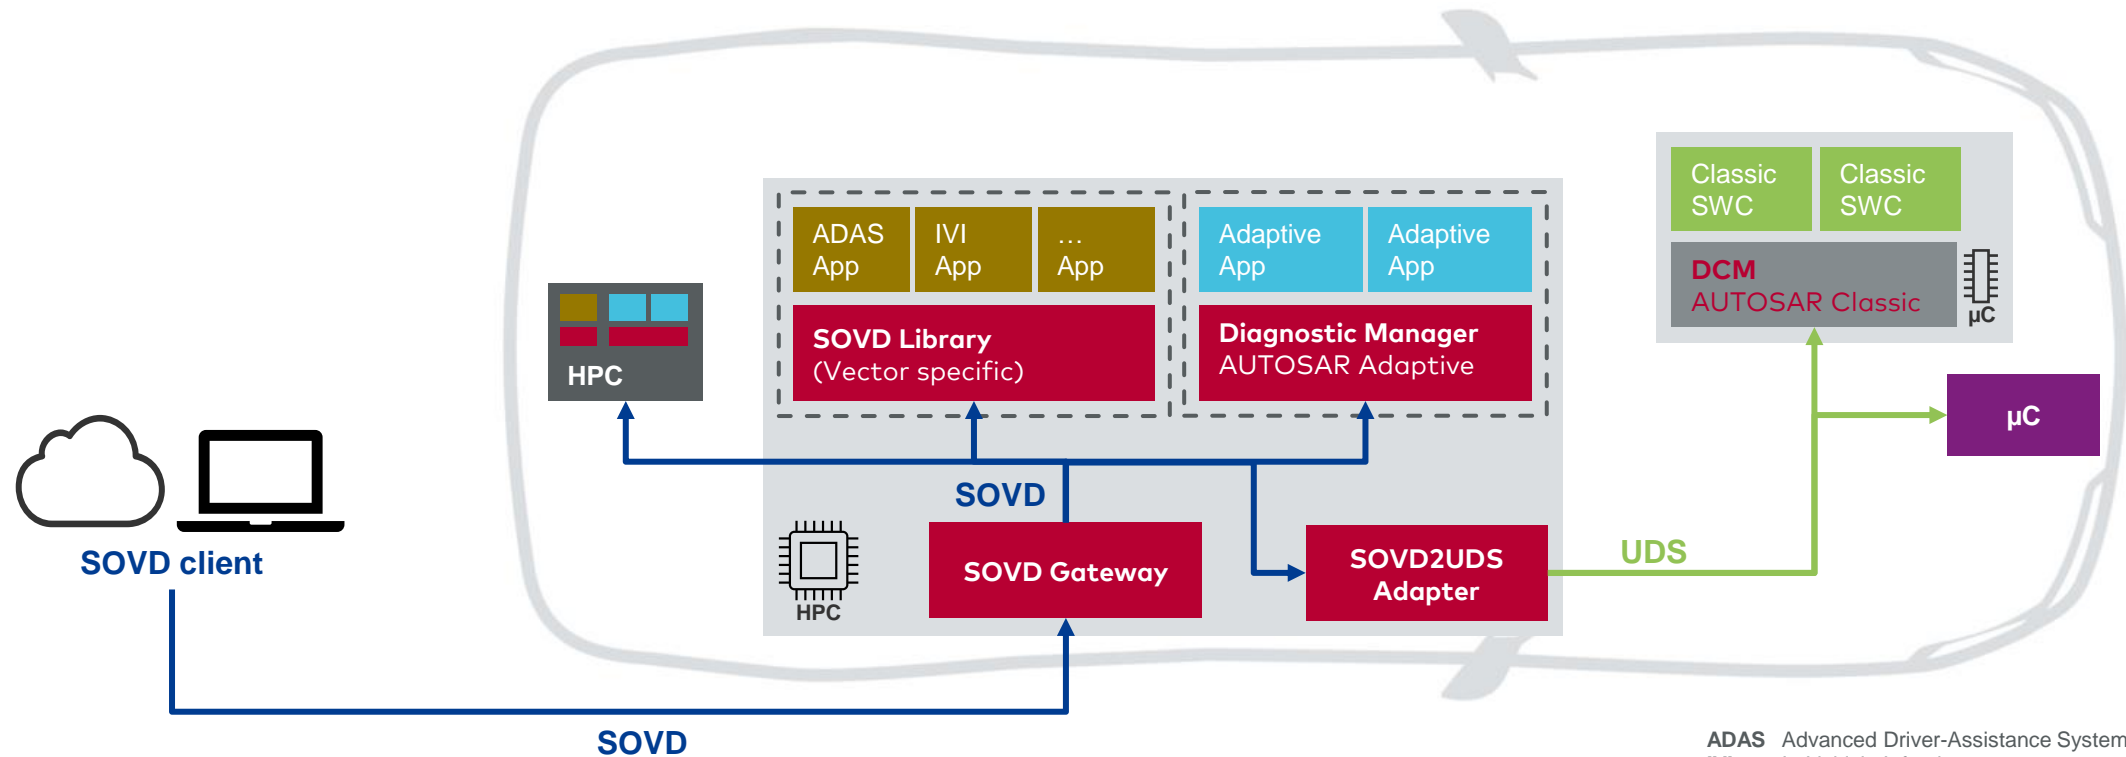 Classic
SWC
Classic
SWC
ADAS
App
IVI
App
...
App
Adaptive
App
Adaptive
App
DCM
AUTOSAR Classic
µC
SOVD Library
(Vector specific)
Diagnostic Manager
AUTOSAR Adaptive
HPC
µC
SOVD
SOVD client
SOVD Gateway
SOVD2UDS
Adapter
UDS
HPC
SOVD
ADAS Advanced Driver-Assistance System